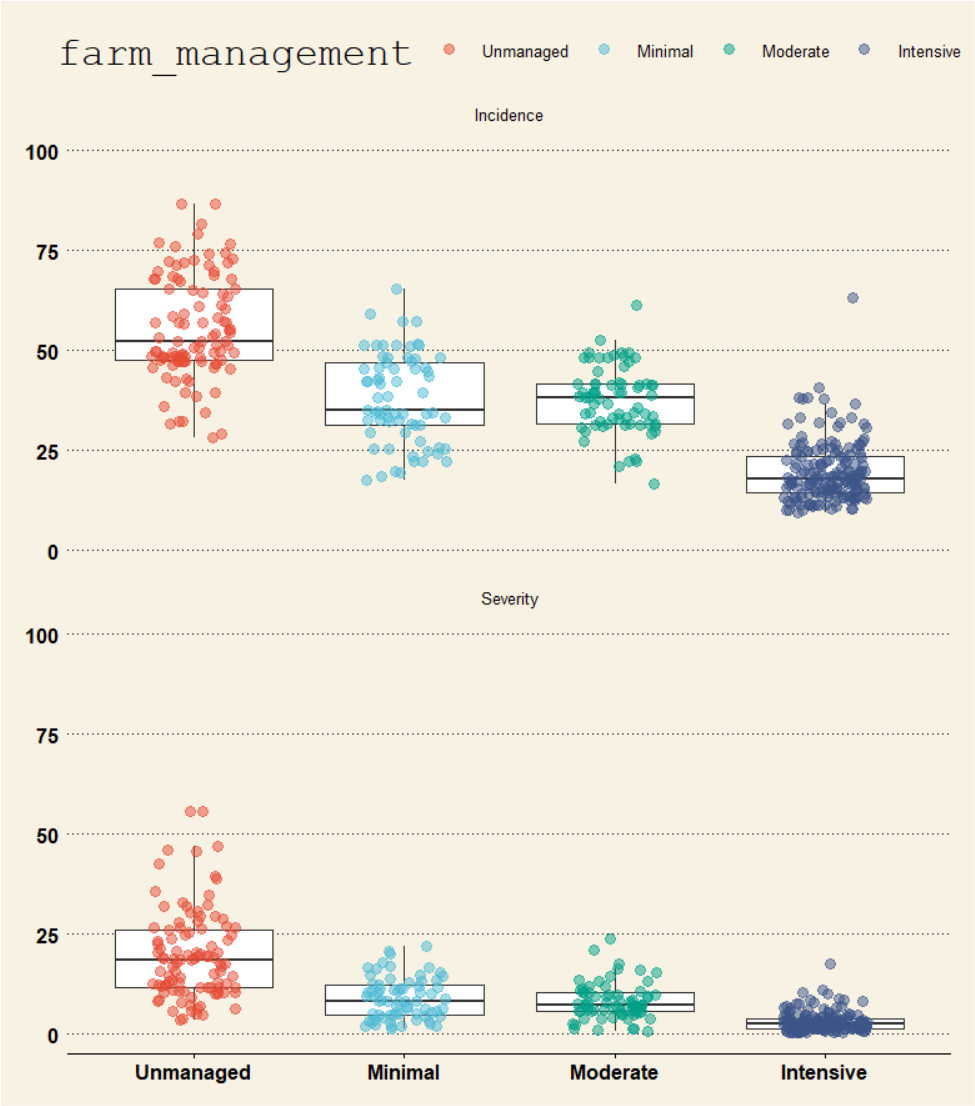 farm_management Unmanaged Minimal Moderate Intensive
Incidence
100
75
50
25
0
Severity
100
75
50
25
0
Unmanaged Minimal Moderate Intensive